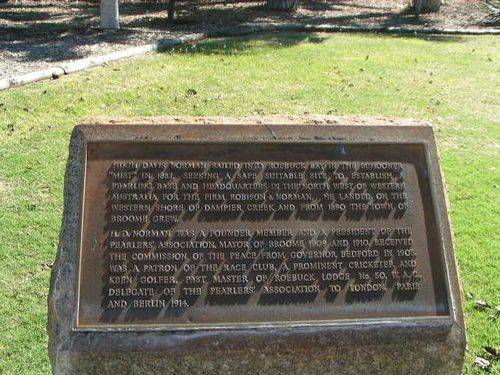 HUGH DAVIS NORMAN SAILED INTO ROEBUCK BAY IN THE SCHOONER
"MIST" IN SEEKING A SAFE SUITABLE SITE TO ESTABLISH A
PEARLING BASE AND HEADQUARTERS IN THE NORTH WEST OF WESTERN
AUSTRALIA FOR THE FIRM, ROBISON & NORMAN. HE LANDED ON THE
WESTERN SHORE OF DAMPIER CREEK AND FROM 1890 THE TOWN OF
BROOME GREW.
H. D. NORMAN WAS A FOUNDER MEMBER AND A PRESIDENT OF THE
PEARLERS' ASSOCIATION, MAYOR OF BROOME 1909 AND 1910, RECEIVED
THE COMMISSION OF THE PEACE FROM GOVERNOR BEDFORD IN
WAS A PATRON OF THE RACE CLUB, A PROMINENT CRICKETER AND
KEEN GOLFER, PAST MASTER OF ROEBUCK LODGE No. 50, W.A.C.
DELEGATE OF THE PEARLERS' ASSOCIATION TO LONDON, PARIS
AND BERLIN 1914.